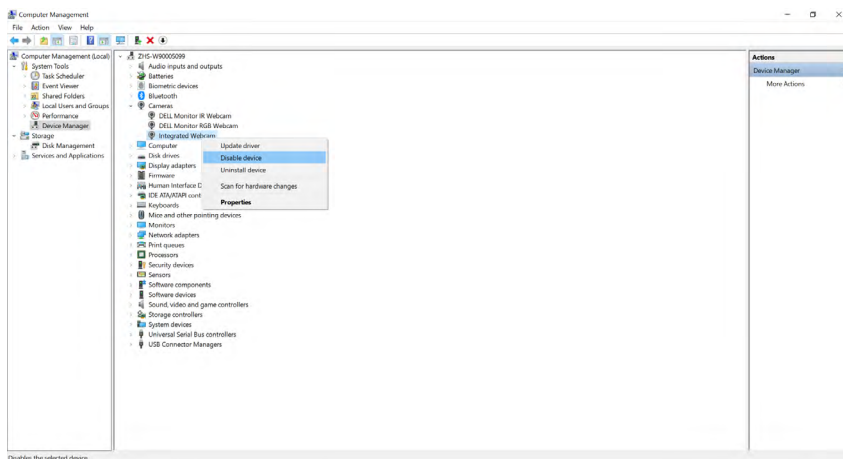 Computer Management
File Action View Help
Computer Management (Local)
System Tools
Task Scheduler
Event Viewer
Shared Folders
Local Users and Groups
Performance
Device Manager
Storage
Disk Management
Services and Applications
ZHS-W90005099
Audio inputs and outputs
Batteries
Biometric devices
Bluetooth
Cameras
DELL Monitor IR Webcam
DELL Monitor RGB Webcam
Integrated Webcam
Computer
Disk drives
Display adapters
Firmware
Human Interface D
IDE ATA/ATAPI cont
Keyboards
Mice and other pointing devices
Monitors
Network adapters
Print queues
Processors
Security devices
Sensors
Software components
Software devices
Sound, video and game controllers
Storage controllers
System devices
Universal Serial Bus controllers
USB Connector Managers
Update driver
Disable device
Uninstall device
Scan for hardware changes
Properties
Actions
Device Manager
More Actions
Disables the selected device.